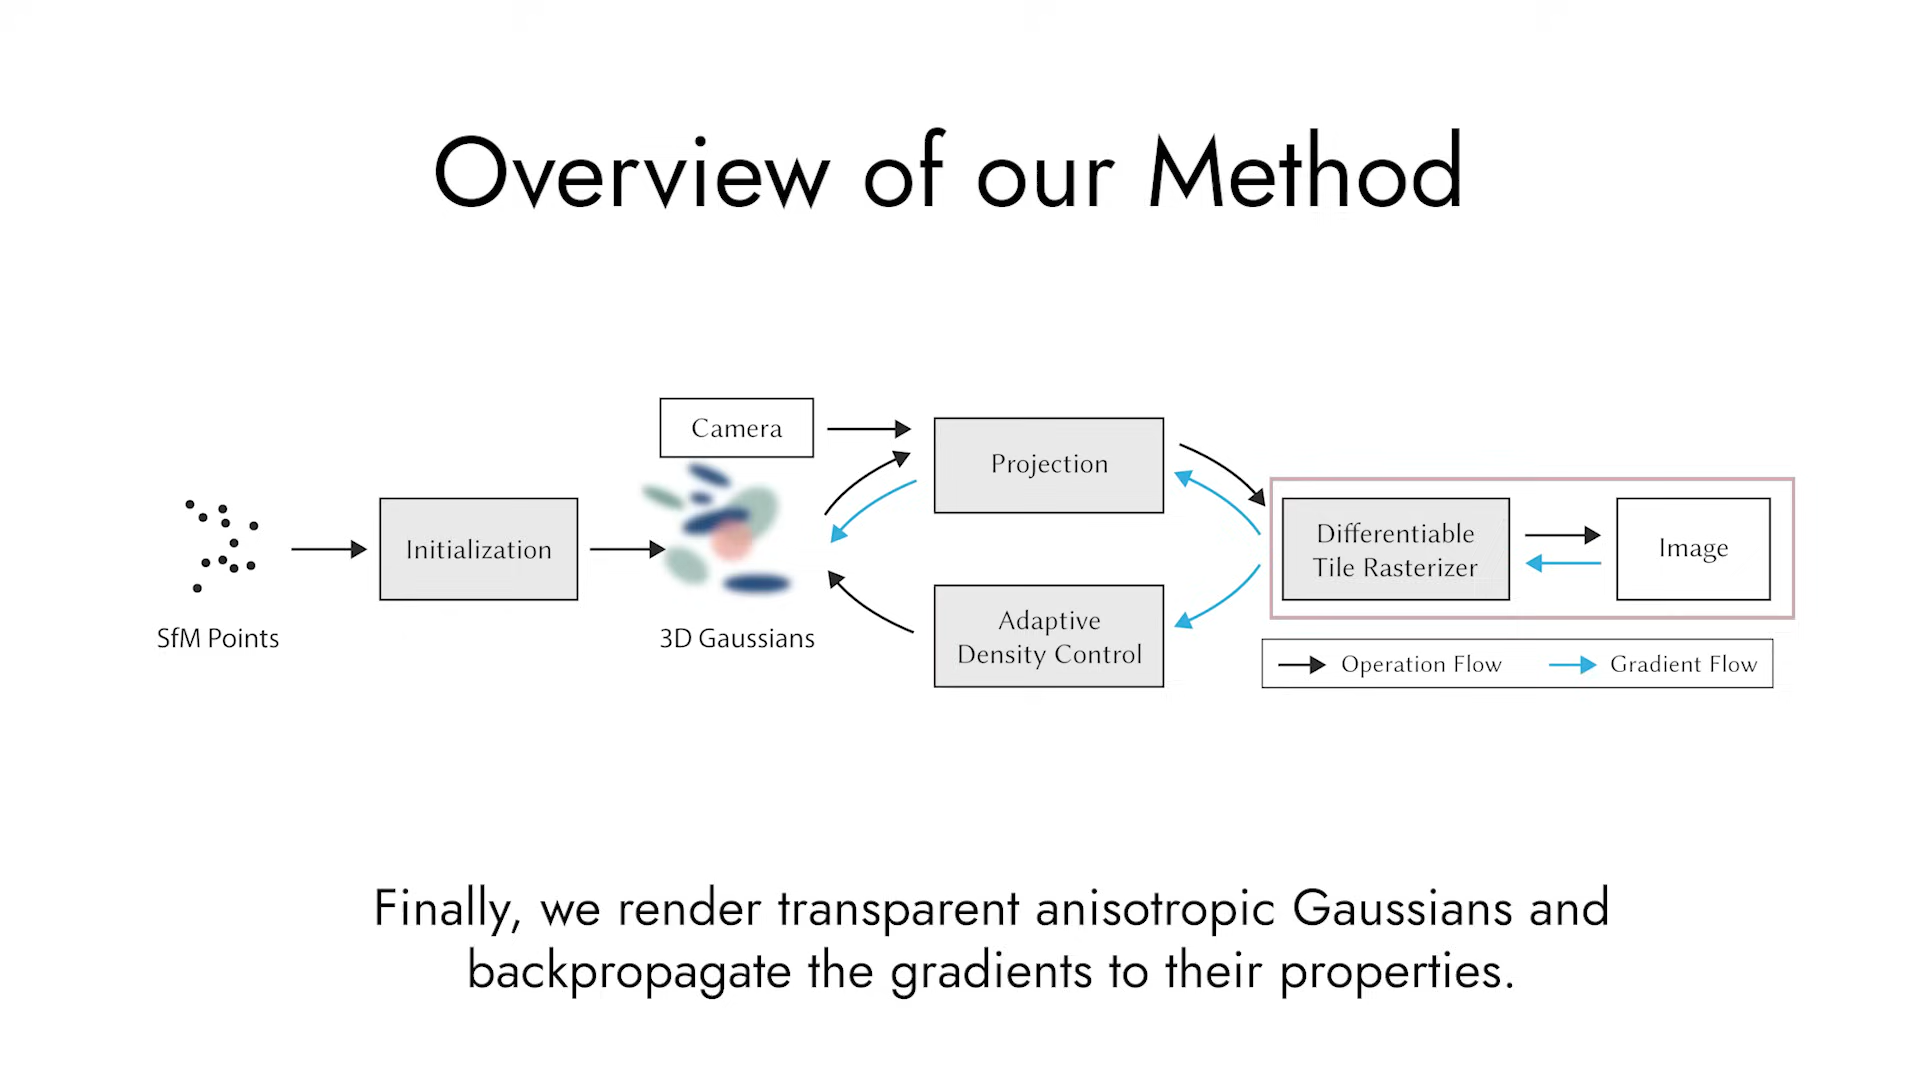 Overview of our Method
Camera
Projection
Initialization
Differentiable
Tile Rasterizer
Image
SfM Points
3D Gaussians
Adaptive
Density Control
Operation Flow
Gradient Flow
Finally, we render transparent anisotropic Gaussians and
backpropagate the gradients to their properties.